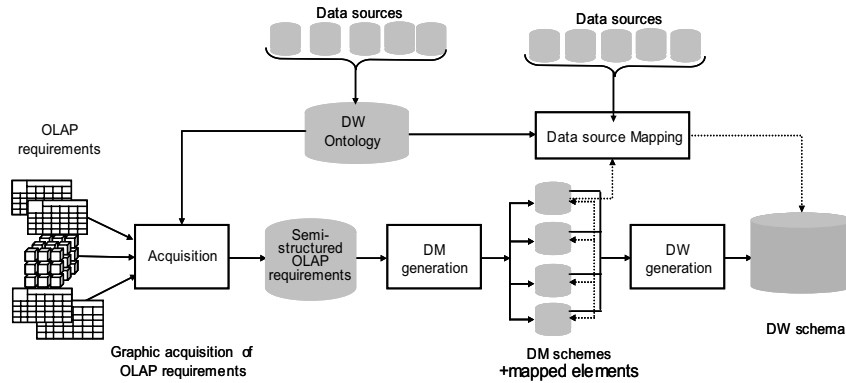 Data sources
Data sources
DW
Ontology
Data source Mapping
OLAP
requirements
Acquisition
Semi-
structured
OLAP
requirements
DM
generation
DW
generation
DW schema
Graphic acquisition of
OLAP requirements
DM schemes
+mapped elements